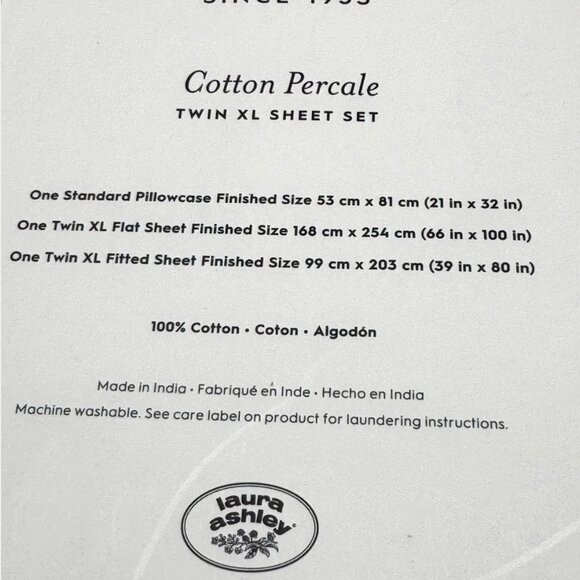 SINCE 1953
Cotton Percale
TWIN XL SHEET SET
One Standard Pillowcase Finished Size 53 cm x 81 cm (21 in x 32 in)
One Twin XL Flat Sheet Finished Size 168 cm x 254 cm (66 in x 100 in)
One Twin XL Fitted Sheet Finished Size 99 cm x 203 cm (39 in x 80 in)
100% Cotton • Coton • Algodón
Made in India • Fabriqué en Inde • Hecho en India
Machine washable. See care label on product for laundering instructions.
laura
ashley®